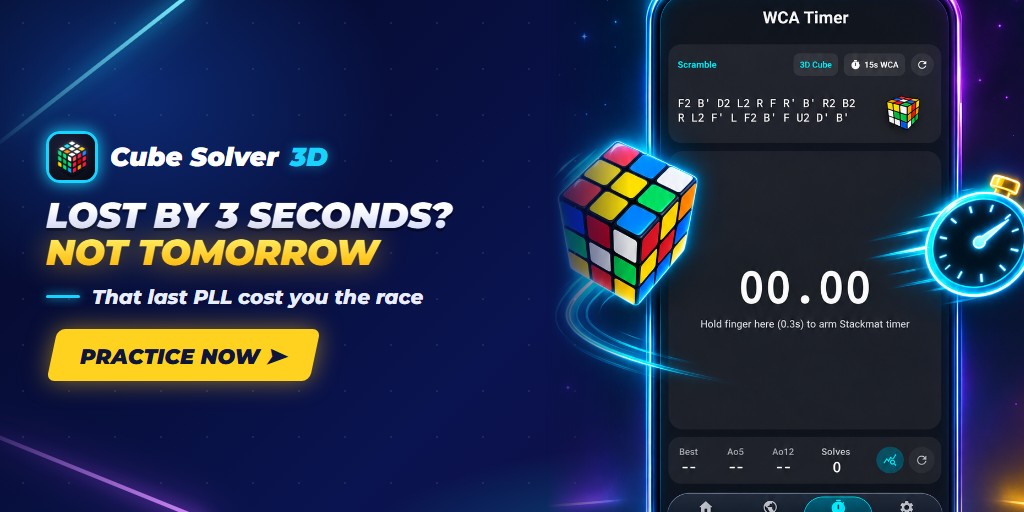 Cube Solver 3D
LOST BY 3 SECONDS?
NOT TOMORROW
That last PLL cost you the race
PRACTICE NOW ➤
WCA Timer
Scramble
3D Cube
15s WCA
F2 B' D2 L2 R F R' B' R2 B2
R L2 F' L F2 B' F U2 D' B'
00.00
Hold finger here (0.3s) to arm Stackmat timer
Best Ao5 Ao12 Solves
-- -- -- 0